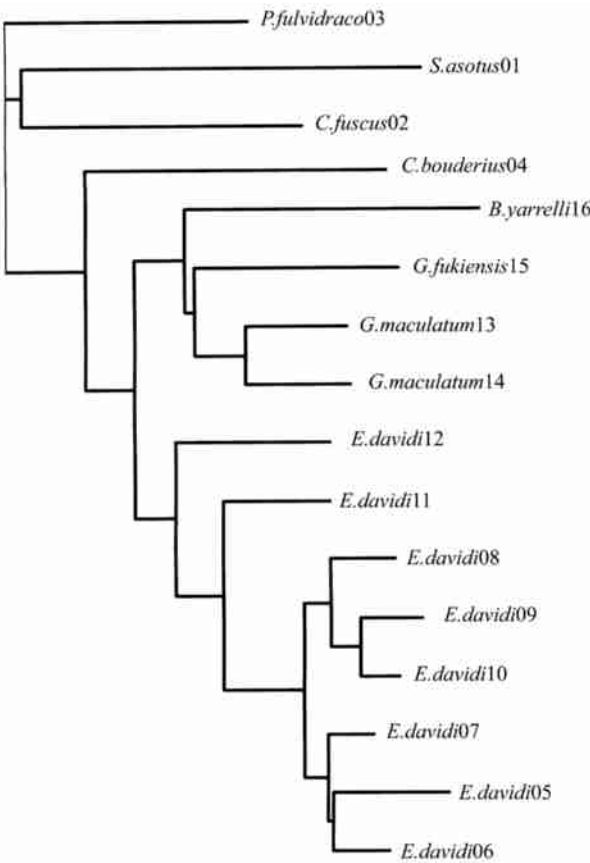 P.fulvidraco03
S.asotus01
C.fuscus02
C.bouderius04
B.yarrelli16
G.fukiensis15
G.maculatum13
G.maculatum14
E.davidi12
E.davidi11
E.davidi08
E.davidi09
E.davidi10
E.davidi07
E.davidi05
E.davidi06